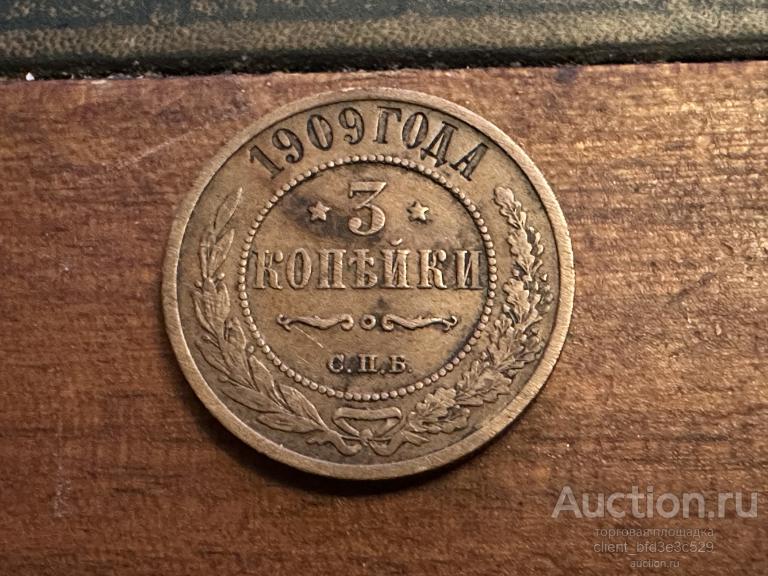 1909 ГОДА
3
КОПѢЙКИ
С.П.Б.
Auction.ru
торговая площадка
client_bfd3e3c529
auction.ru